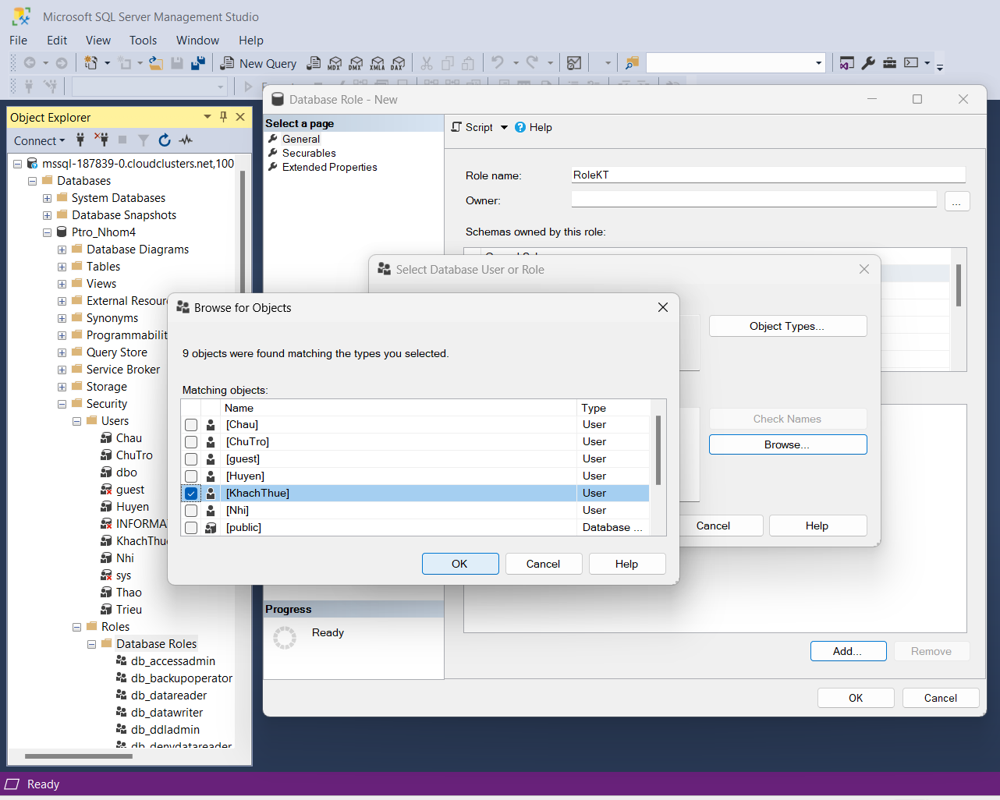 Microsoft SQL Server Management Studio
File Edit View Tools Window Help
New Query MDX DMX XMLA DAX
Object Explorer
Connect
mssql-187839-0.cloudclusters.net,100
Databases
System Databases
Database Snapshots
Ptro_Nhom4
Database Diagrams
Tables
Views
External Resour
Synonyms
Programmabilit
Query Store
Service Broker
Storage
Security
Users
Chau
ChuTro
dbo
guest
Huyen
INFORMA
KhachThue
Nhi
sys
Thao
Trieu
Roles
Database Roles
db_accessadmin
db_backupoperator
db_datareader
db_datawriter
db_ddladmin
db_denydatareader
Database Role - New
Select a page
General
Securables
Extended Properties
Script Help
Role name: RoleKT
Owner: ...
Schemas owned by this role:
Select Database User or Role
Object Types...
Check Names
Browse...
Cancel Help
Browse for Objects
9 objects were found matching the types you selected.
Matching objects:
Name Type
[Chau] User
[ChuTro] User
[guest] User
[Huyen] User
[KhachThue] User
[Nhi] User
[public] Database ...
OK Cancel Help
Progress
Ready
Add... Remove
OK Cancel
Ready